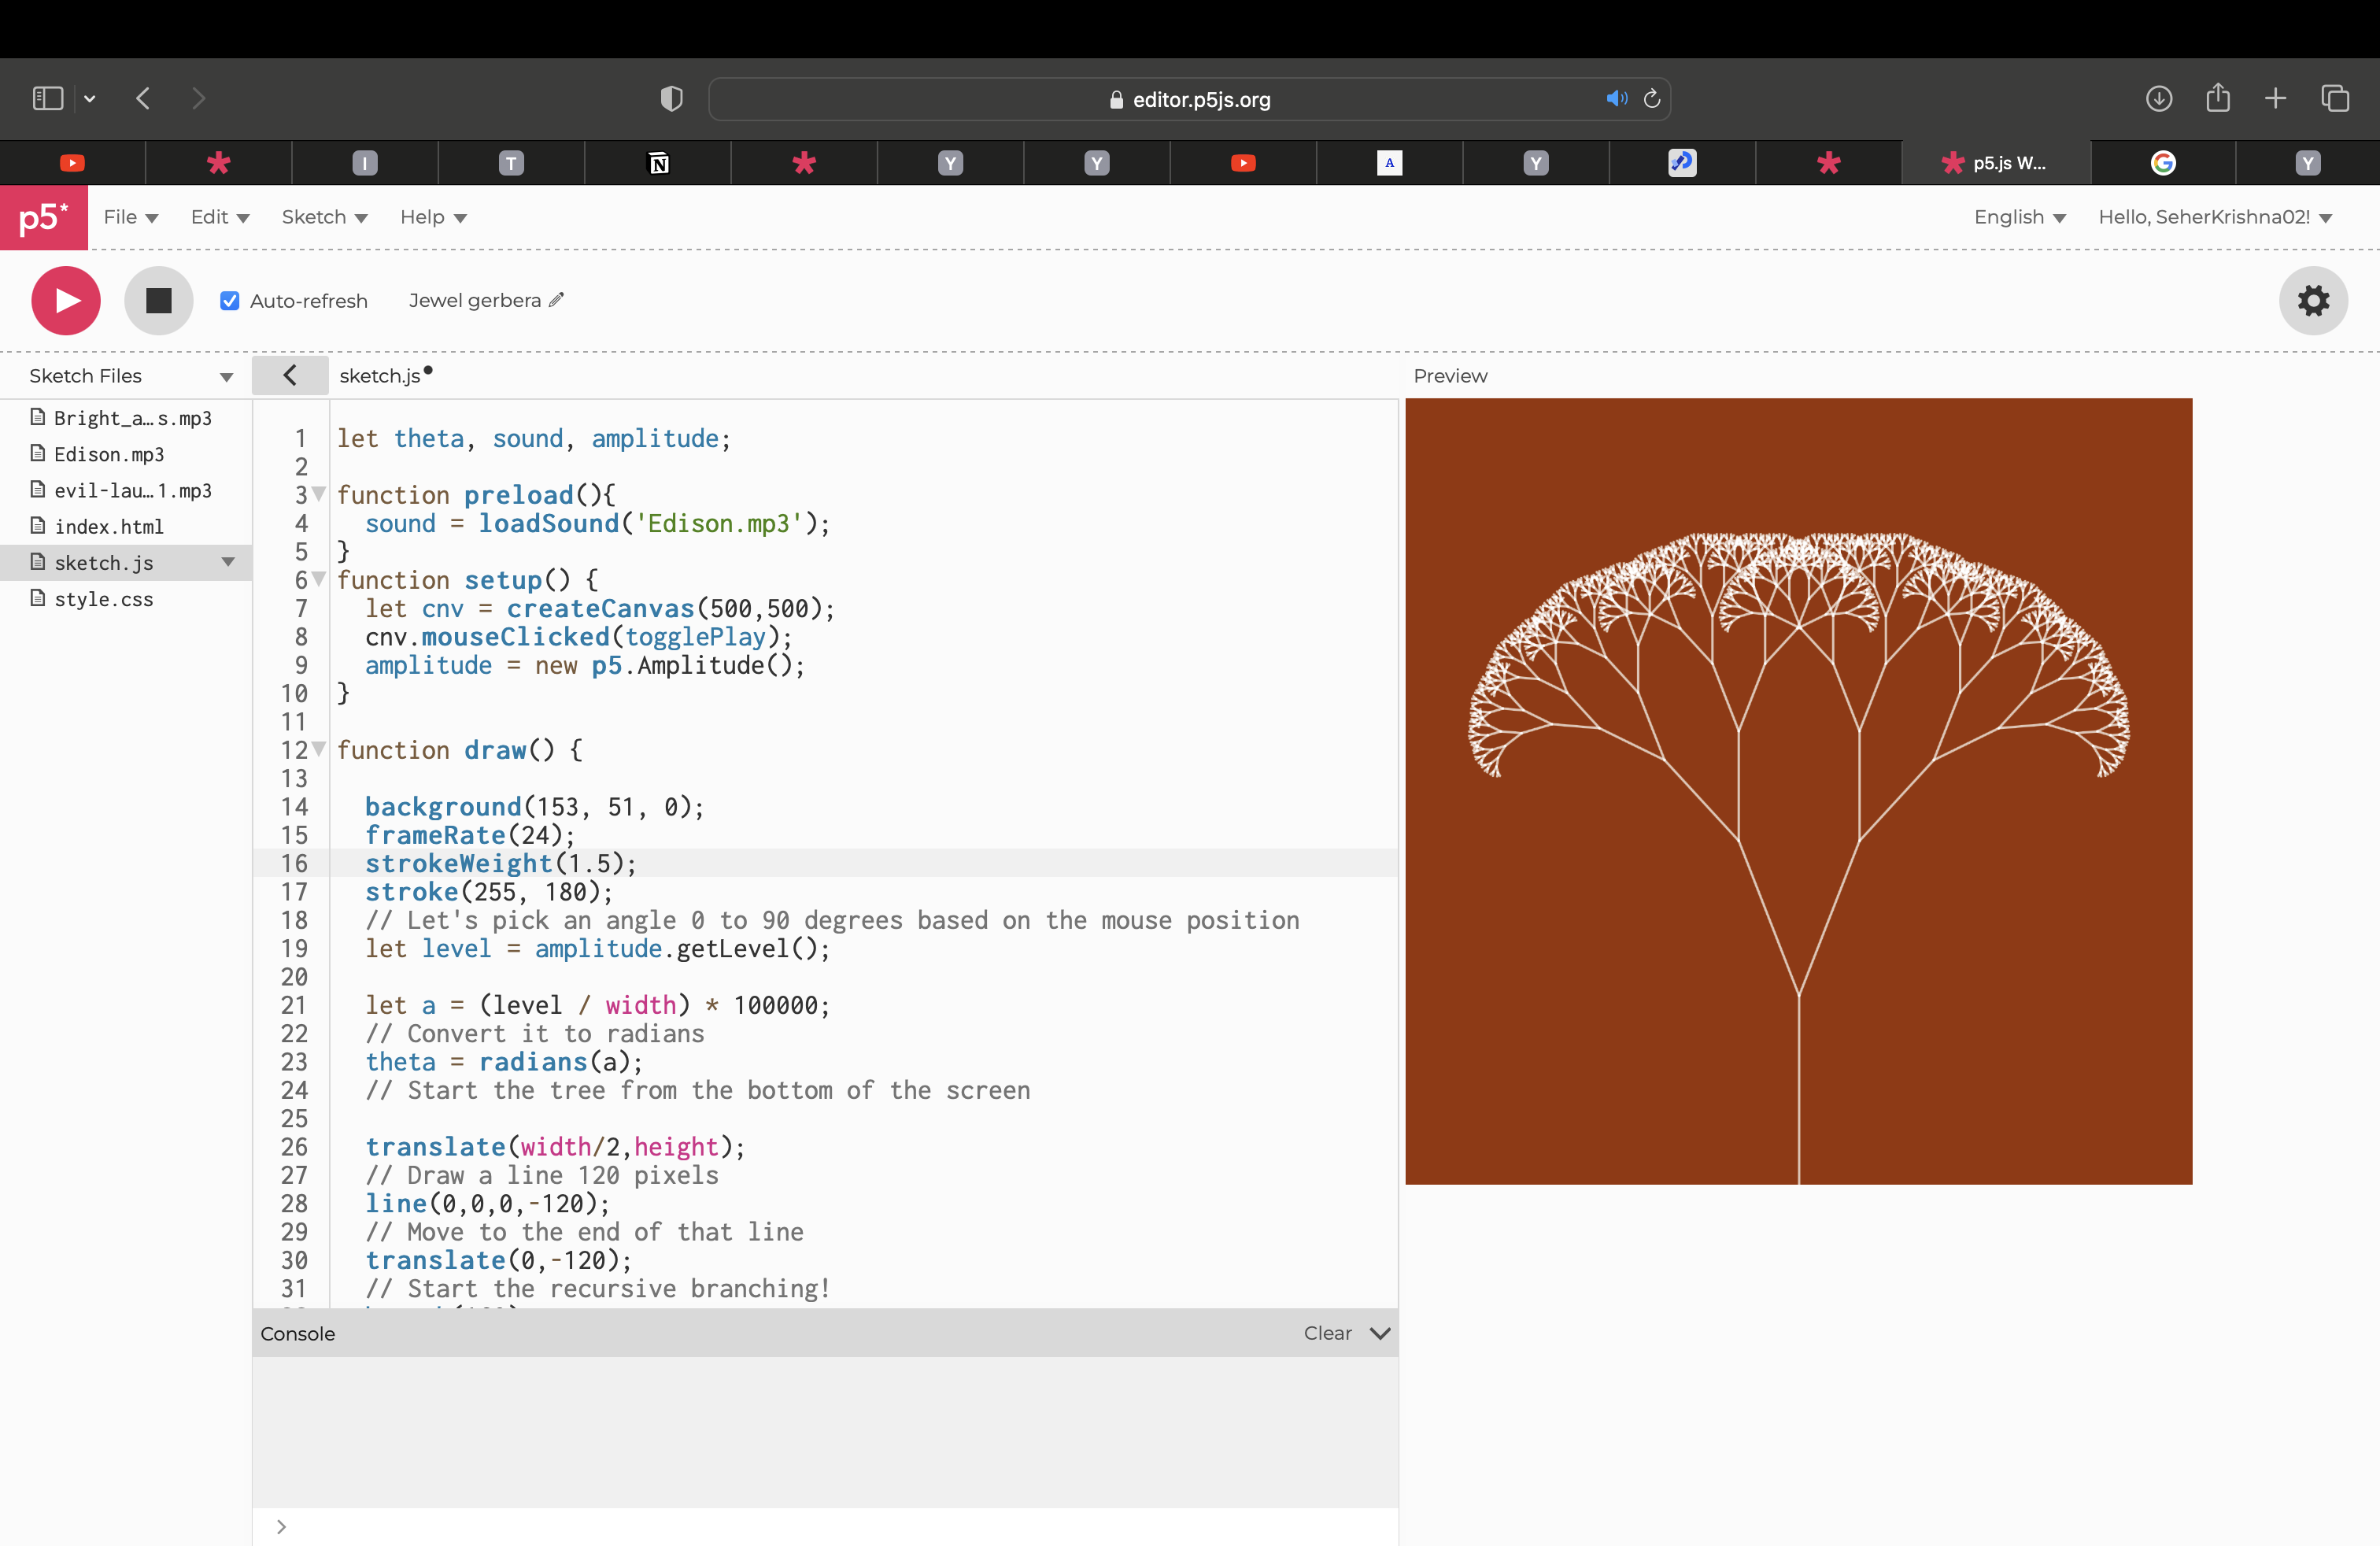 editor.p5js.org
I
T
N
Y
Y
A
Y
p5.js W...
G
Y
p5*
File
Edit
Sketch
Help
English
Hello, SeherKrishna02!
Auto-refresh
Jewel gerbera
Sketch Files
sketch.js
Preview
Bright_a…s.mp3
Edison.mp3
evil-lau…1.mp3
index.html
sketch.js
style.css
1 let theta, sound, amplitude;
2
3 function preload(){
4 sound = loadSound('Edison.mp3');
5 }
6 function setup() {
7 let cnv = createCanvas(500,500);
8 cnv.mouseClicked(togglePlay);
9 amplitude = new p5.Amplitude();
10 }
11
12 function draw() {
13
14 background(153, 51, 0);
15 frameRate(24);
16 strokeWeight(1.5);
17 stroke(255, 180);
18 // Let's pick an angle 0 to 90 degrees based on the mouse position
19 let level = amplitude.getLevel();
20
21 let a = (level / width) * 100000;
22 // Convert it to radians
23 theta = radians(a);
24 // Start the tree from the bottom of the screen
25
26 translate(width/2,height);
27 // Draw a line 120 pixels
28 line(0,0,0,-120);
29 // Move to the end of that line
30 translate(0,-120);
31 // Start the recursive branching!
Console
Clear
>